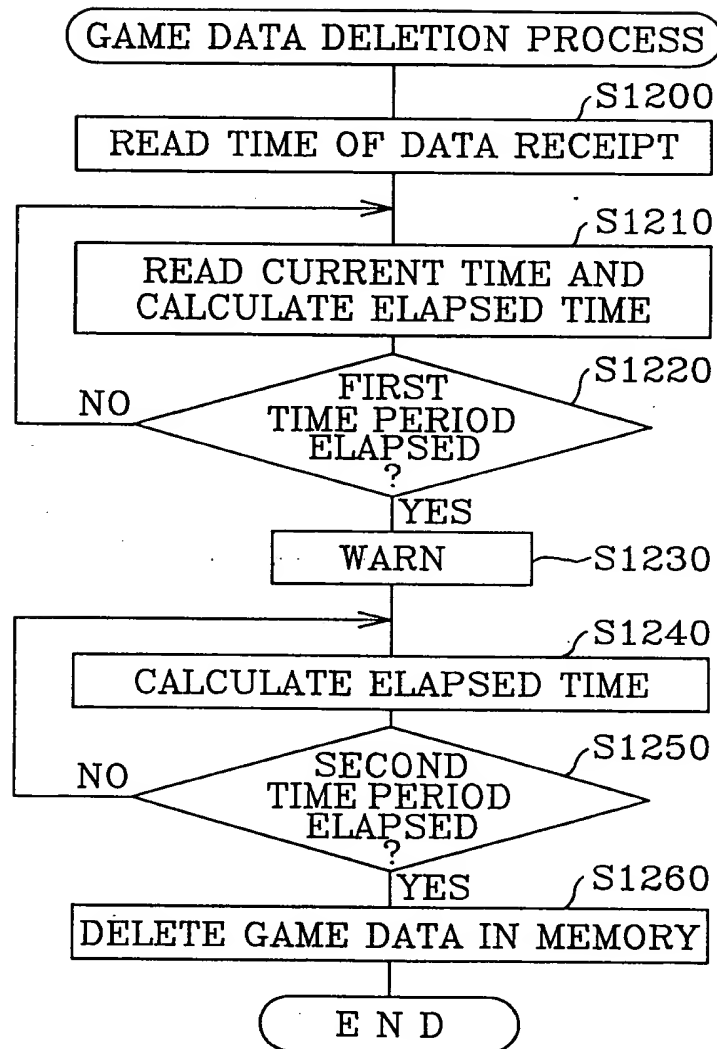 GAME DATA DELETION PROCESS
S1200
READ TIME OF DATA RECEIPT
S1210
READ CURRENT TIME AND
CALCULATE ELAPSED TIME
S1220
FIRST
TIME PERIOD
ELAPSED
?
NO
YES
WARN
S1230
S1240
CALCULATE ELAPSED TIME
S1250
SECOND
TIME PERIOD
ELAPSED
?
NO
YES
S1260
DELETE GAME DATA IN MEMORY
END